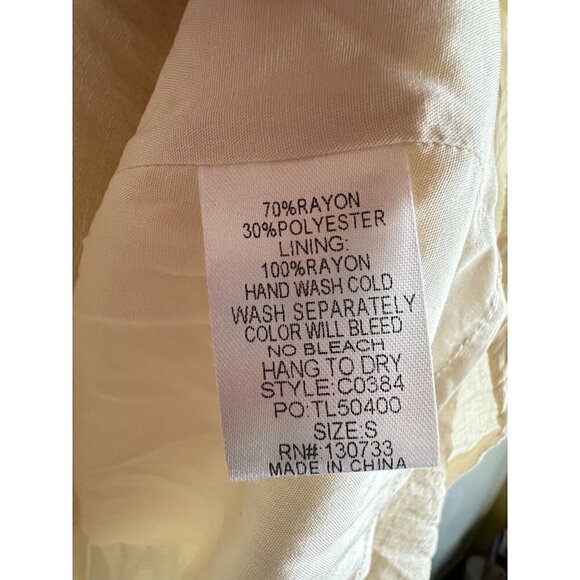 70%RAYON
30%POLYESTER
LINING:
100%RAYON
HAND WASH COLD
WASH SEPARATELY
COLOR WILL BLEED
NO BLEACH
HANG TO DRY
STYLE:C0384
PO:TL50400
SIZE:S
RN#:130733
MADE IN CHINA